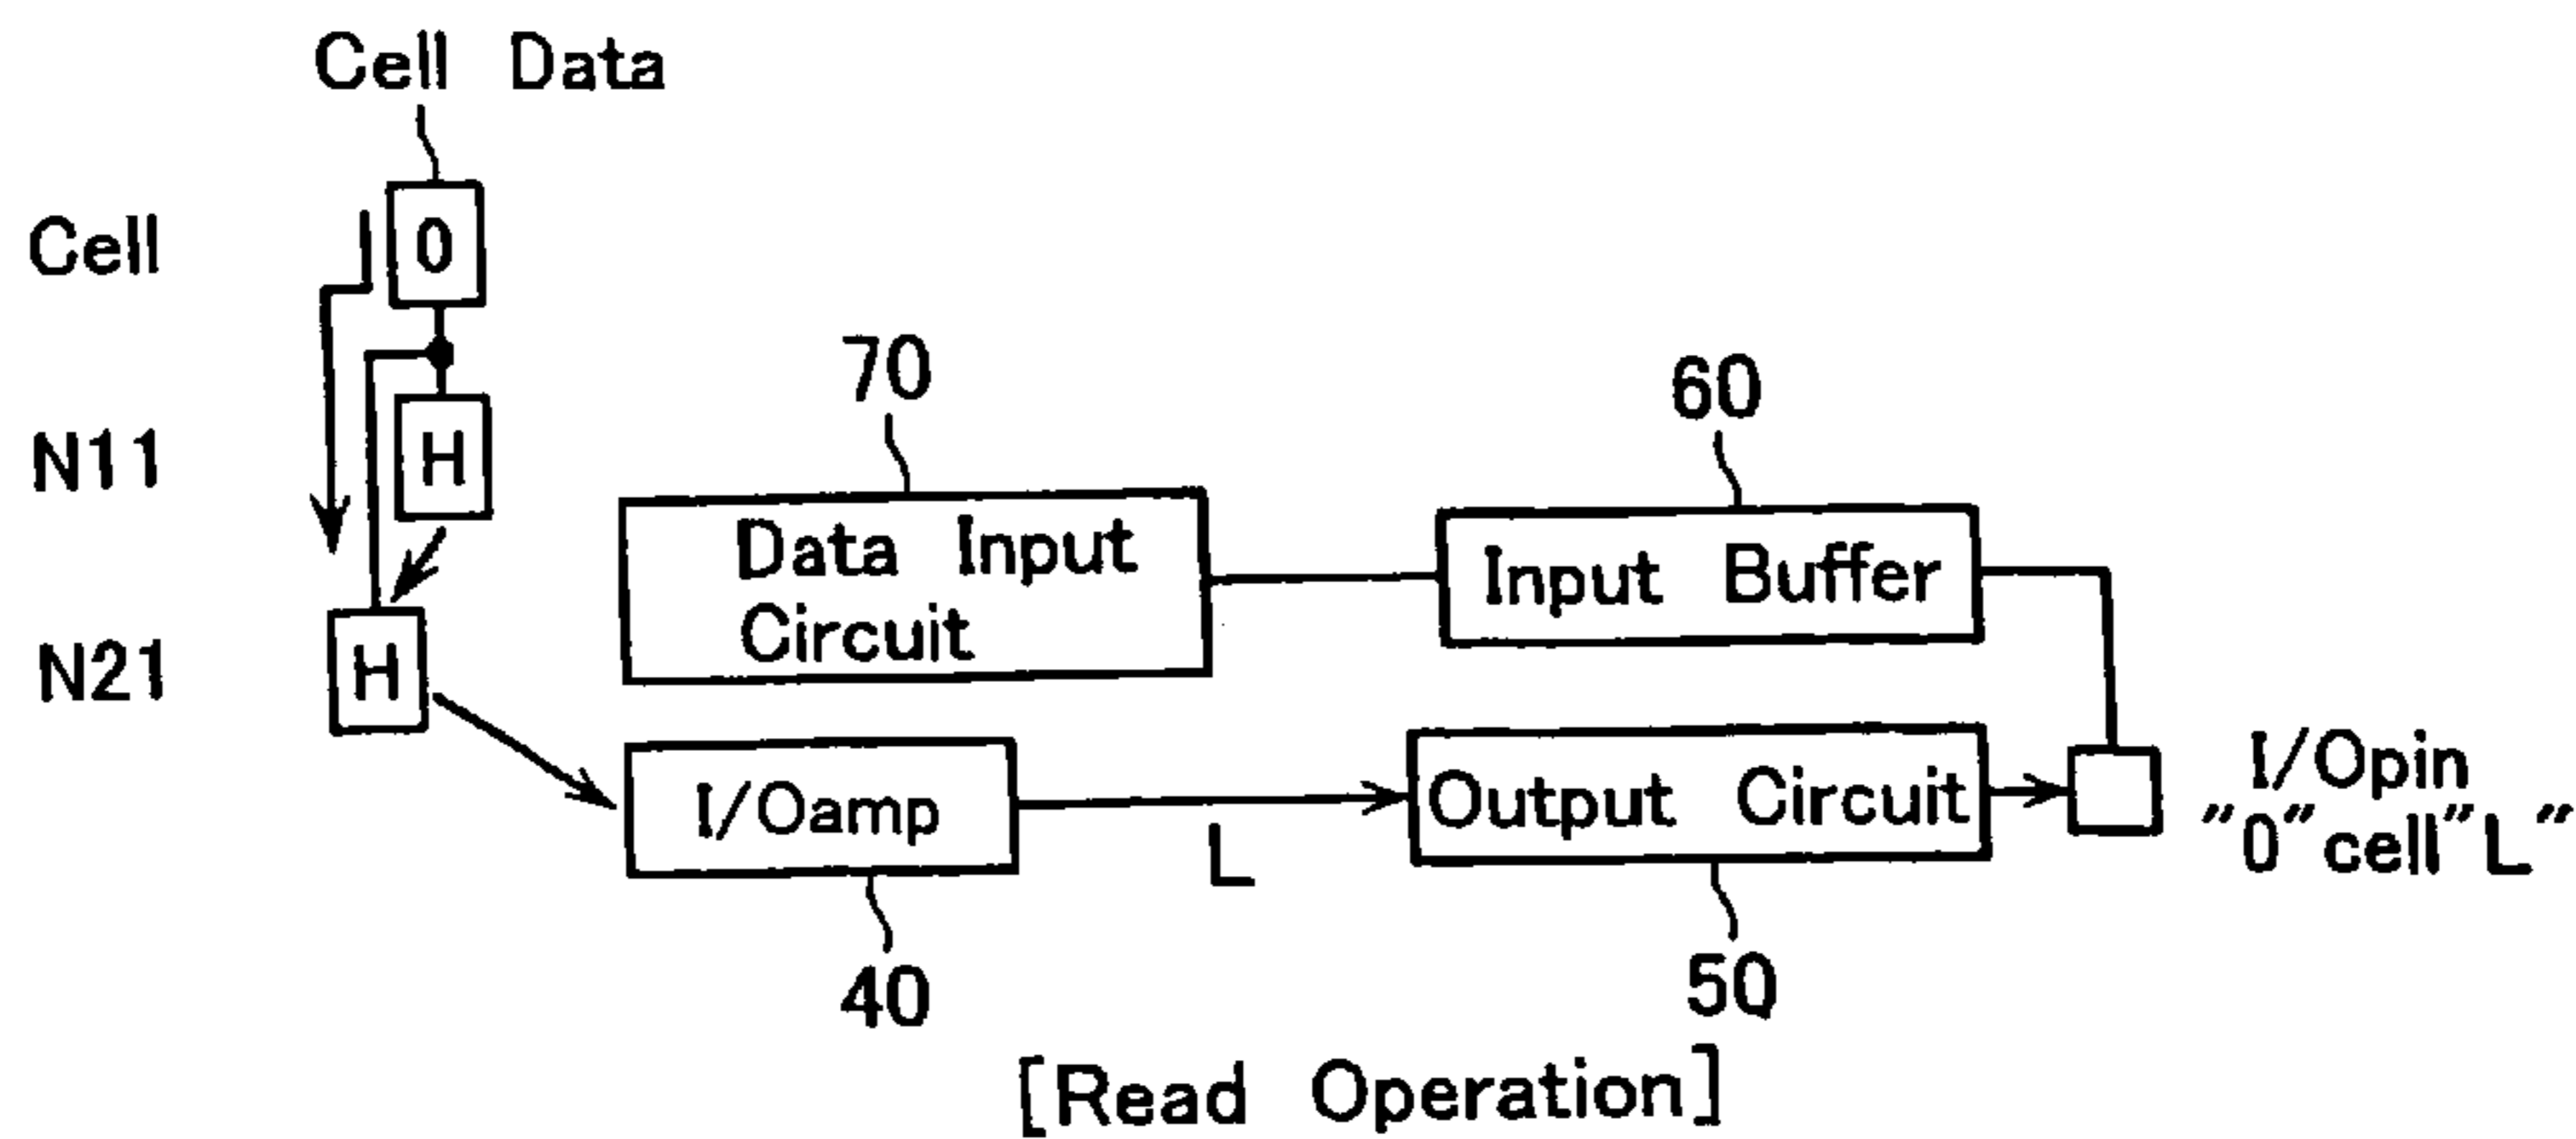 Cell Data
Cell
0
70
60
N11
H
Data Input
Circuit
Input Buffer
N21
H
I/Oamp
L
Output Circuit
I/Opin
"0"cell"L"
40
50
[Read Operation]